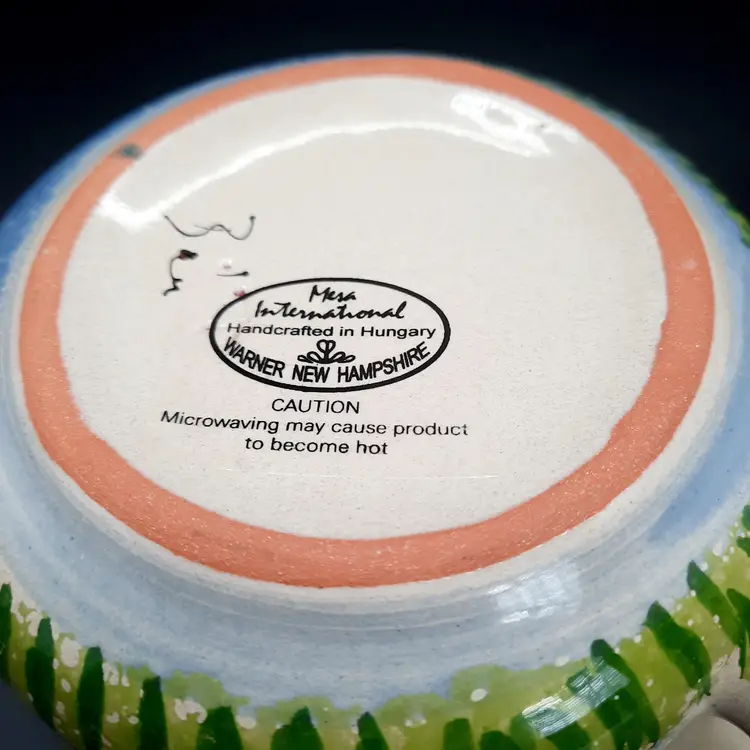 Mesa
International
Handcrafted in Hungary
WARNER NEW HAMPSHIRE
CAUTION
Microwaving may cause product
to become hot